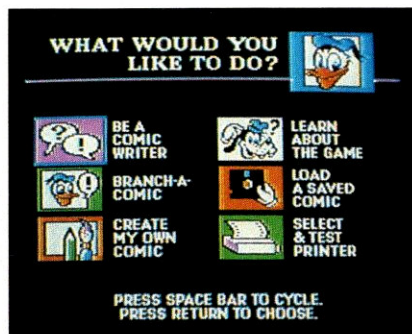 WHAT WOULD YOU
LIKE TO DO?
?
!
BE A
COMIC
WRITER
!
BRANCH-A-
COMIC
CREATE
MY OWN
COMIC
?
LEARN
ABOUT
THE GAME
LOAD
A SAVED
COMIC
SELECT
& TEST
PRINTER
PRESS SPACE BAR TO CYCLE.
PRESS RETURN TO CHOOSE.